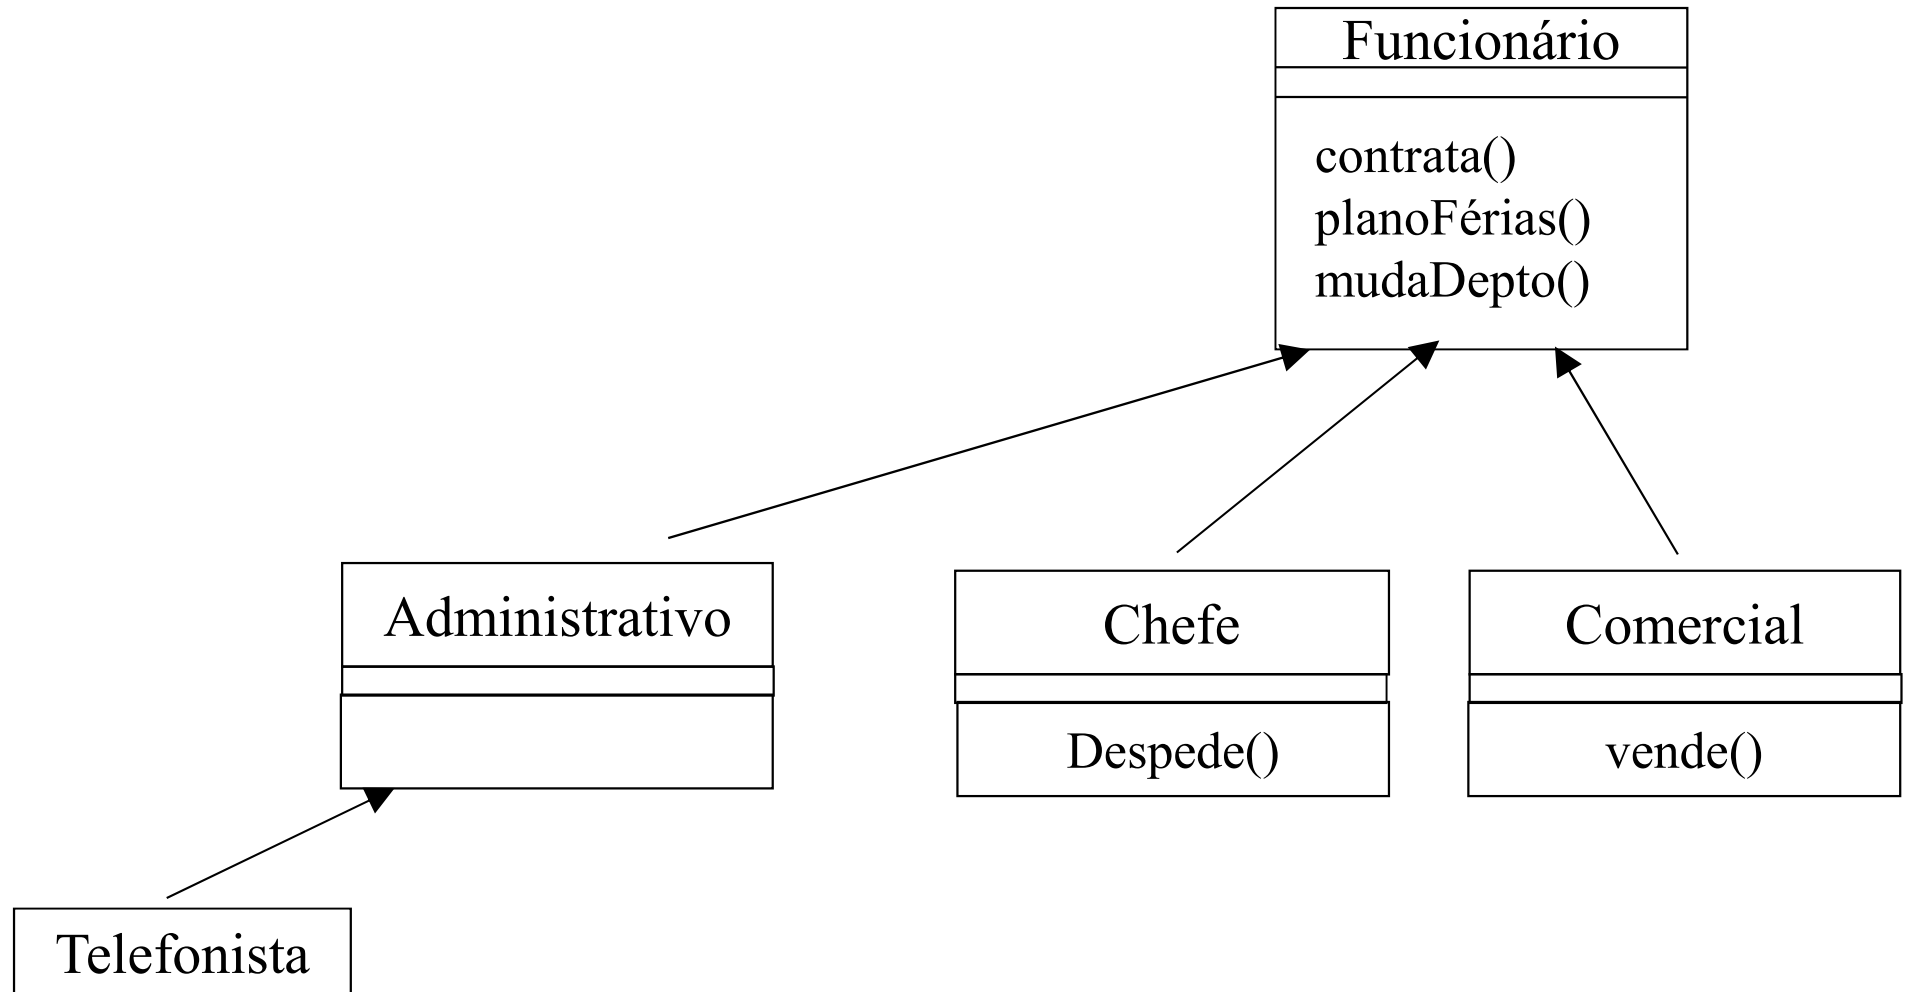 Funcionário
contrata()
planoFérias()
mudaDepto()
Administrativo
Chefe
Comercial
Despede()
vende()
Telefonista